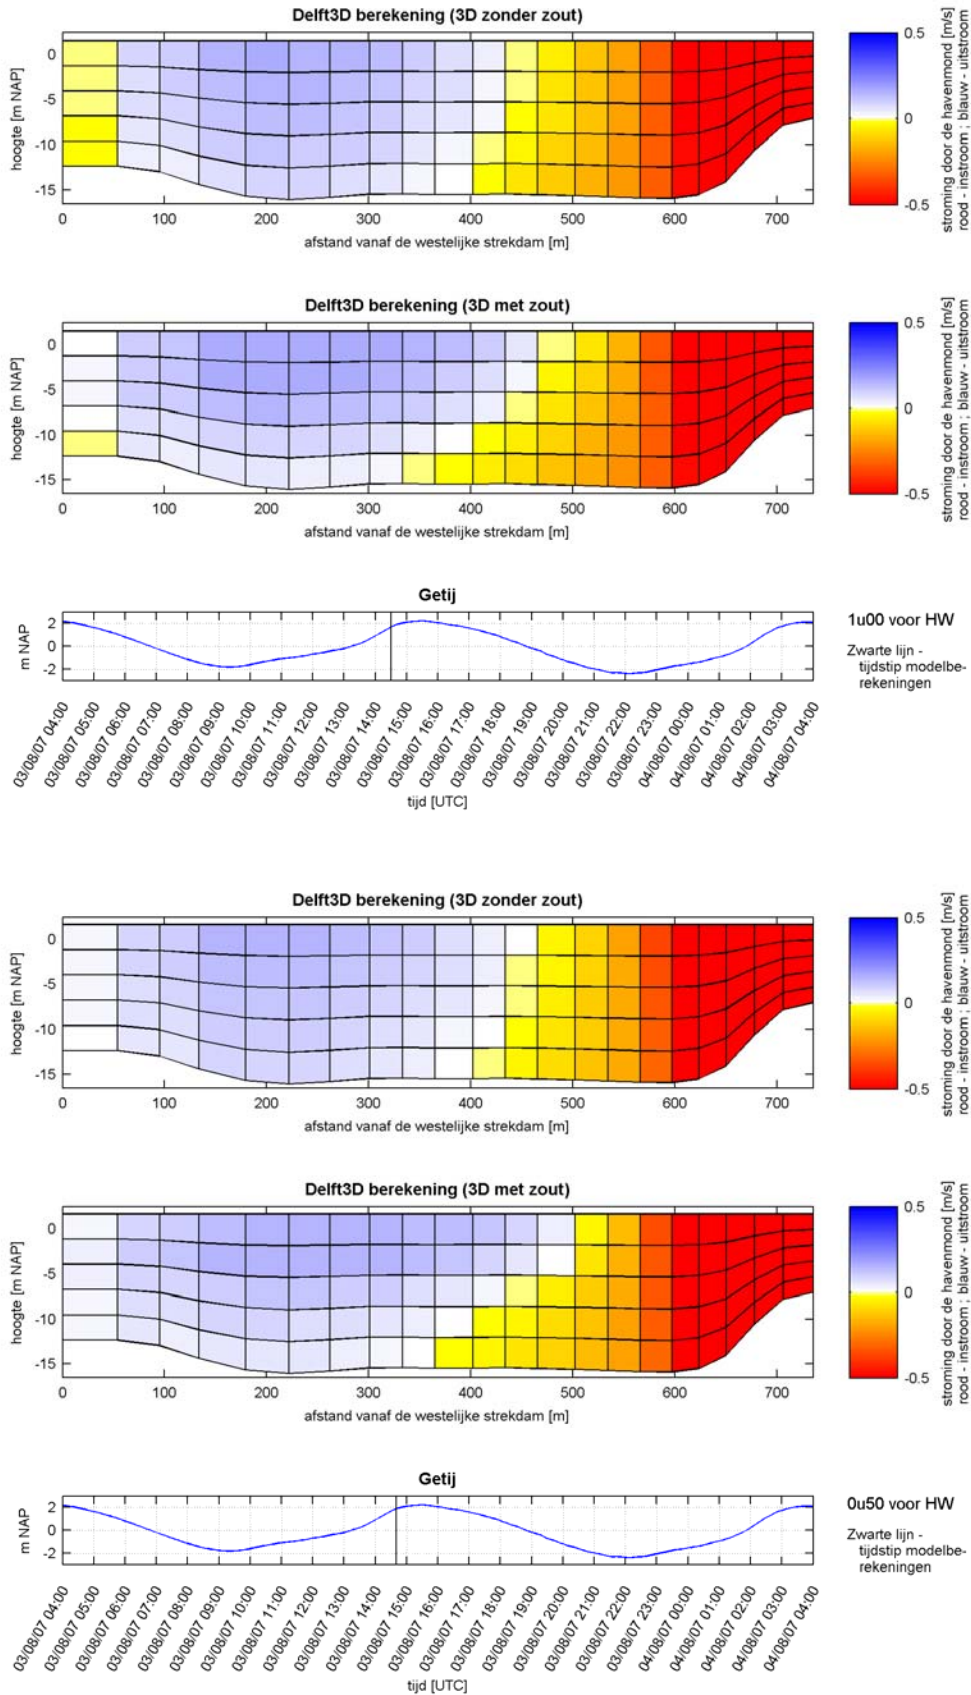 Delft3D berekening (3D zonder zout)
hoogte [m NAP]
0
-5
-10
-15
0 100 200 300 400 500 600 700
afstand vanaf de westelijke strekdam [m]
0.5
0
-0.5
stroming door de havenmond [m/s]
rood - instroom ; blauw - uitstroom
Delft3D berekening (3D met zout)
hoogte [m NAP]
0
-5
-10
-15
0 100 200 300 400 500 600 700
afstand vanaf de westelijke strekdam [m]
0.5
0
-0.5
stroming door de havenmond [m/s]
rood - instroom ; blauw - uitstroom
Getij
m NAP
2
0
-2
03/08/07 04:00
03/08/07 05:00
03/08/07 06:00
03/08/07 07:00
03/08/07 08:00
03/08/07 09:00
03/08/07 10:00
03/08/07 11:00
03/08/07 12:00
03/08/07 13:00
03/08/07 14:00
03/08/07 15:00
03/08/07 16:00
03/08/07 17:00
03/08/07 18:00
03/08/07 19:00
03/08/07 20:00
03/08/07 21:00
03/08/07 22:00
03/08/07 23:00
04/08/07 00:00
04/08/07 01:00
04/08/07 02:00
04/08/07 03:00
04/08/07 04:00
tijd [UTC]
1u00 voor HW
Zwarte lijn -
tijdstip modelbe-
rekeningen
Delft3D berekening (3D zonder zout)
hoogte [m NAP]
0
-5
-10
-15
0 100 200 300 400 500 600 700
afstand vanaf de westelijke strekdam [m]
0.5
0
-0.5
stroming door de havenmond [m/s]
rood - instroom ; blauw - uitstroom
Delft3D berekening (3D met zout)
hoogte [m NAP]
0
-5
-10
-15
0 100 200 300 400 500 600 700
afstand vanaf de westelijke strekdam [m]
0.5
0
-0.5
stroming door de havenmond [m/s]
rood - instroom ; blauw - uitstroom
Getij
m NAP
2
0
-2
03/08/07 04:00
03/08/07 05:00
03/08/07 06:00
03/08/07 07:00
03/08/07 08:00
03/08/07 09:00
03/08/07 10:00
03/08/07 11:00
03/08/07 12:00
03/08/07 13:00
03/08/07 14:00
03/08/07 15:00
03/08/07 16:00
03/08/07 17:00
03/08/07 18:00
03/08/07 19:00
03/08/07 20:00
03/08/07 21:00
03/08/07 22:00
03/08/07 23:00
04/08/07 00:00
04/08/07 01:00
04/08/07 02:00
04/08/07 03:00
04/08/07 04:00
tijd [UTC]
0u50 voor HW
Zwarte lijn -
tijdstip modelbe-
rekeningen